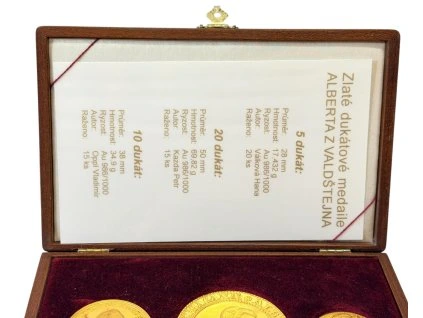 Zlaté dukátové medaile
ALBERTA Z VALDŠTEJNA
5 dukát:
Průměr: 28 mm
Hmotnost: 17.432 g
Ryzost: Au 986/1000
Autor: Válková Hana
Raženo: 20 ks
20 dukát:
Průměr: 50 mm
Hmotnost: 69.82 g
Ryzost: Au 986/1000
Autor: Kazda Petr
Raženo: 15 ks
10 dukát:
Průměr: 38 mm
Hmotnost: 34.9 g
Ryzost: Au 986/1000
Autor: Oppl Vladimír
Raženo: 15 ks